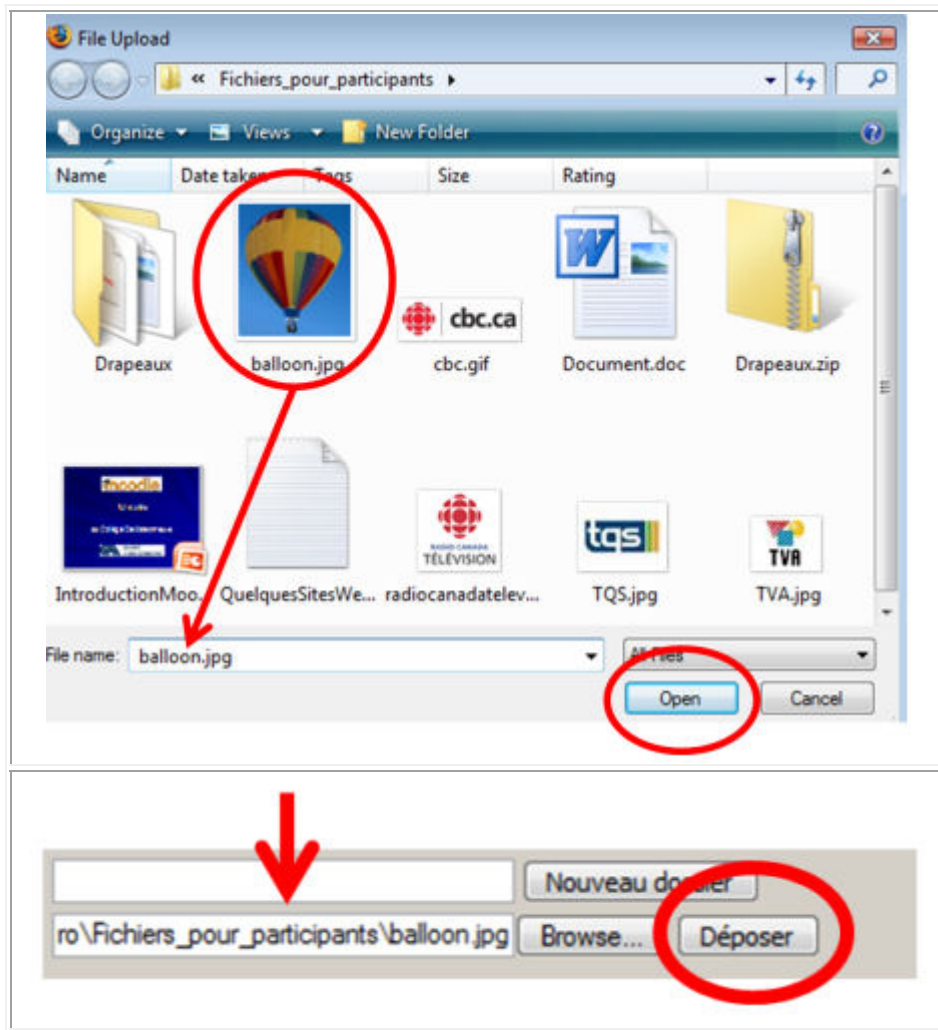 File Upload
« Fichiers_pour_participants
Organize Views New Folder
Name Date taken Tags Size Rating
W
cbc.ca
Drapeaux balloon.jpg cbc.gif Document.doc Drapeaux.zip
moodle
TÉLÉVISION
tqs
TVA
IntroductionMoo... QuelquesSitesWe... radiocanadatelev... TQS.jpg TVA.jpg
File name: balloon.jpg All Files
Open Cancel
Nouveau dossier
ro\Fichiers_pour_participants\balloon.jpg Browse... Déposer